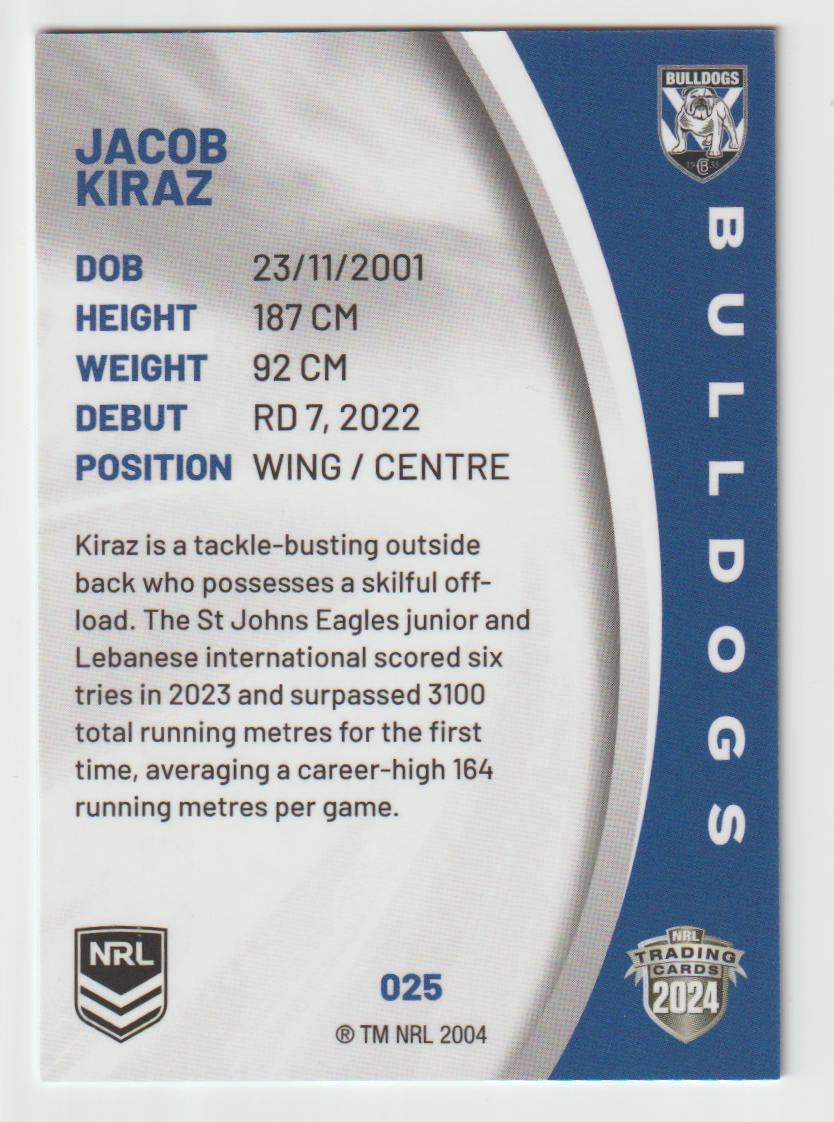 BULLDOGS
19 B 35
JACOB
KIRAZ
DOB 23/11/2001
HEIGHT 187 CM
WEIGHT 92 CM
DEBUT RD 7, 2022
POSITION WING / CENTRE
Kiraz is a tackle-busting outside
back who possesses a skilful off-
load. The St Johns Eagles junior and
Lebanese international scored six
tries in 2023 and surpassed 3100
total running metres for the first
time, averaging a career-high 164
running metres per game.
BULLDOGS
NRL
025
® TM NRL 2004
NRL
TRADING
CARDS
2024